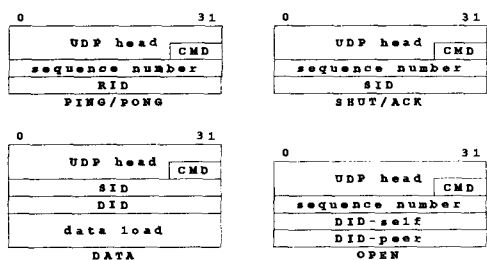 0 31
UDP head
CMD
sequence number
RID
PING/PONG
0 31
UDP head
CMD
sequence number
SID
SHUT/ACK
0 31
UDP head
CMD
SID
DID
data load
DATA
0 31
UDP head
CMD
sequence number
DID-self
DID-peer
OPEN